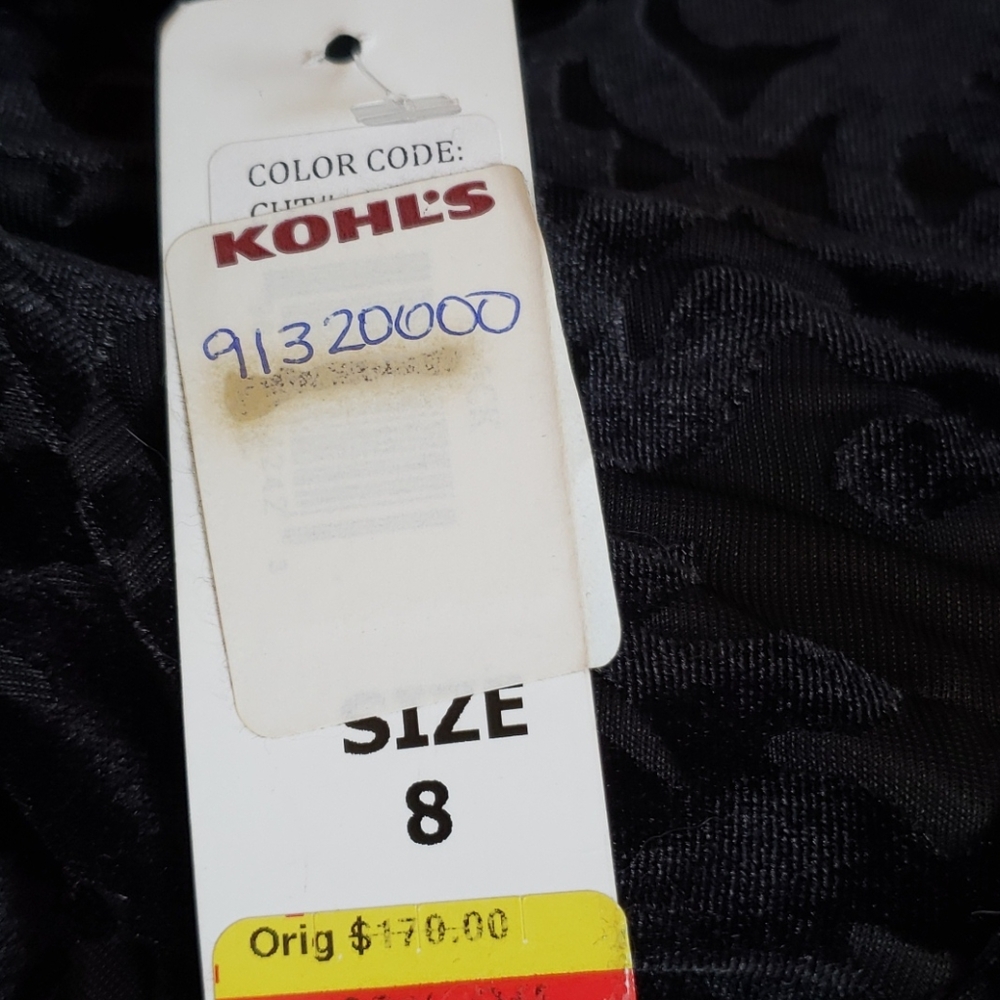 COLOR CODE:
KOHL'S
91320000
SIZE
8
Orig $170.00